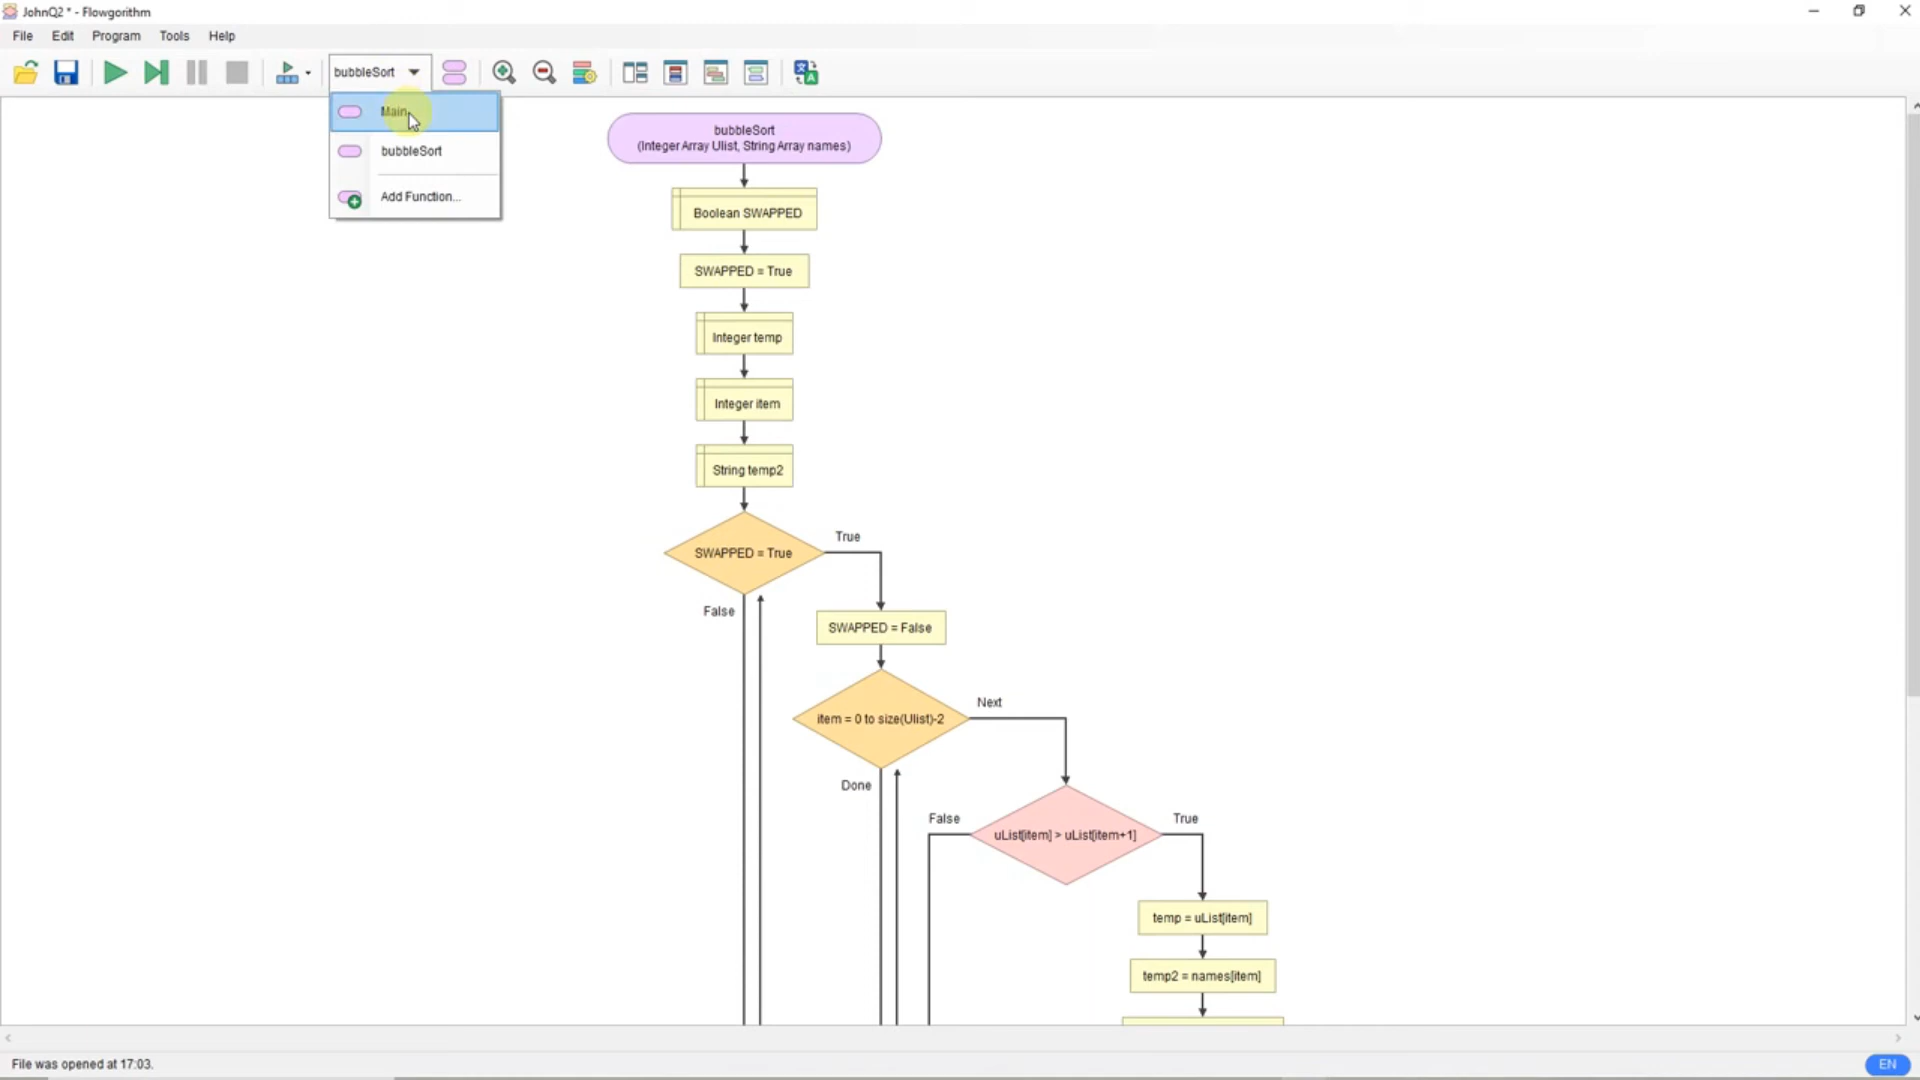 JohnQ2 * - Flowgorithm
File Edit Program Tools Help
bubbleSort
Main
bubbleSort
Add Function...
bubbleSort
(Integer Array Ulist, String Array names)
Boolean SWAPPED
SWAPPED = True
Integer temp
Integer item
String temp2
SWAPPED = True
True
False
SWAPPED = False
item = 0 to size(Ulist)-2
Next
Done
uList[item] > uList[item+1]
False
True
temp = uList[item]
temp2 = names[item]
File was opened at 17:03.
EN